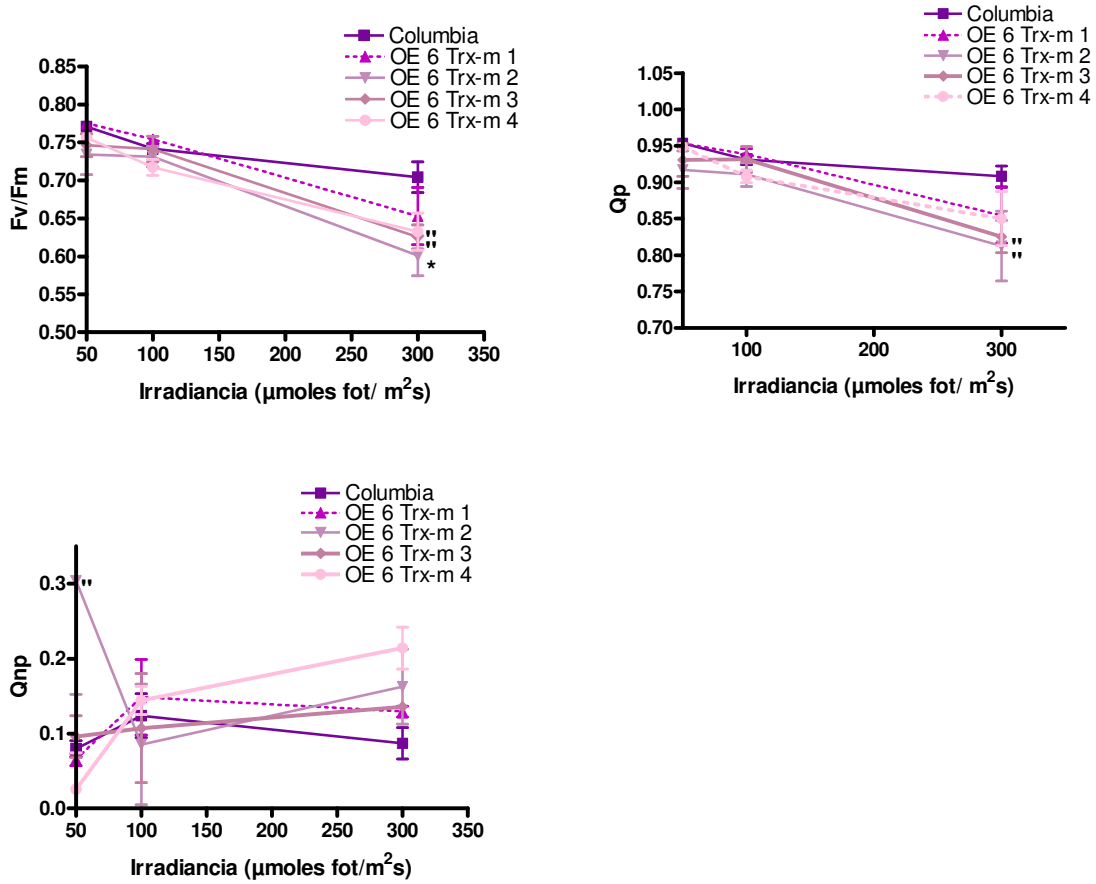 Columbia
OE 6 Trx-m 1
OE 6 Trx-m 2
OE 6 Trx-m 3
OE 6 Trx-m 4
0.85
0.80
0.75
0.70
0.65
0.60
0.55
0.50
Fv/Fm
"
"
*
50 100 150 200 250 300 350
Irradiancia (µmoles fot/ m²s)
Columbia
OE 6 Trx-m 1
OE 6 Trx-m 2
OE 6 Trx-m 3
OE 6 Trx-m 4
1.05
1.00
0.95
0.90
0.85
0.80
0.75
0.70
Qp
"
"
100 200 300
Irradiancia (µmoles fot/ m²s)
Columbia
OE 6 Trx-m 1
OE 6 Trx-m 2
OE 6 Trx-m 3
OE 6 Trx-m 4
0.3
0.2
0.1
0.0
Qnp
"
50 100 150 200 250 300 350
Irradiancia (µmoles fot/m²s)